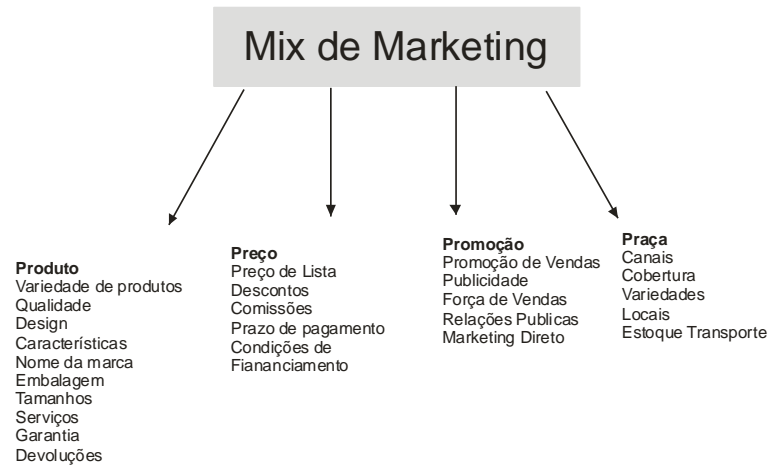 Mix de Marketing
Produto
Variedade de produtos
Qualidade
Design
Características
Nome da marca
Embalagem
Tamanhos
Serviços
Garantia
Devoluções
Preço
Preço de Lista
Descontos
Comissões
Prazo de pagamento
Condições de
Fiananciamento
Promoção
Promoção de Vendas
Publicidade
Força de Vendas
Relações Publicas
Marketing Direto
Praça
Canais
Cobertura
Variedades
Locais
Estoque Transporte